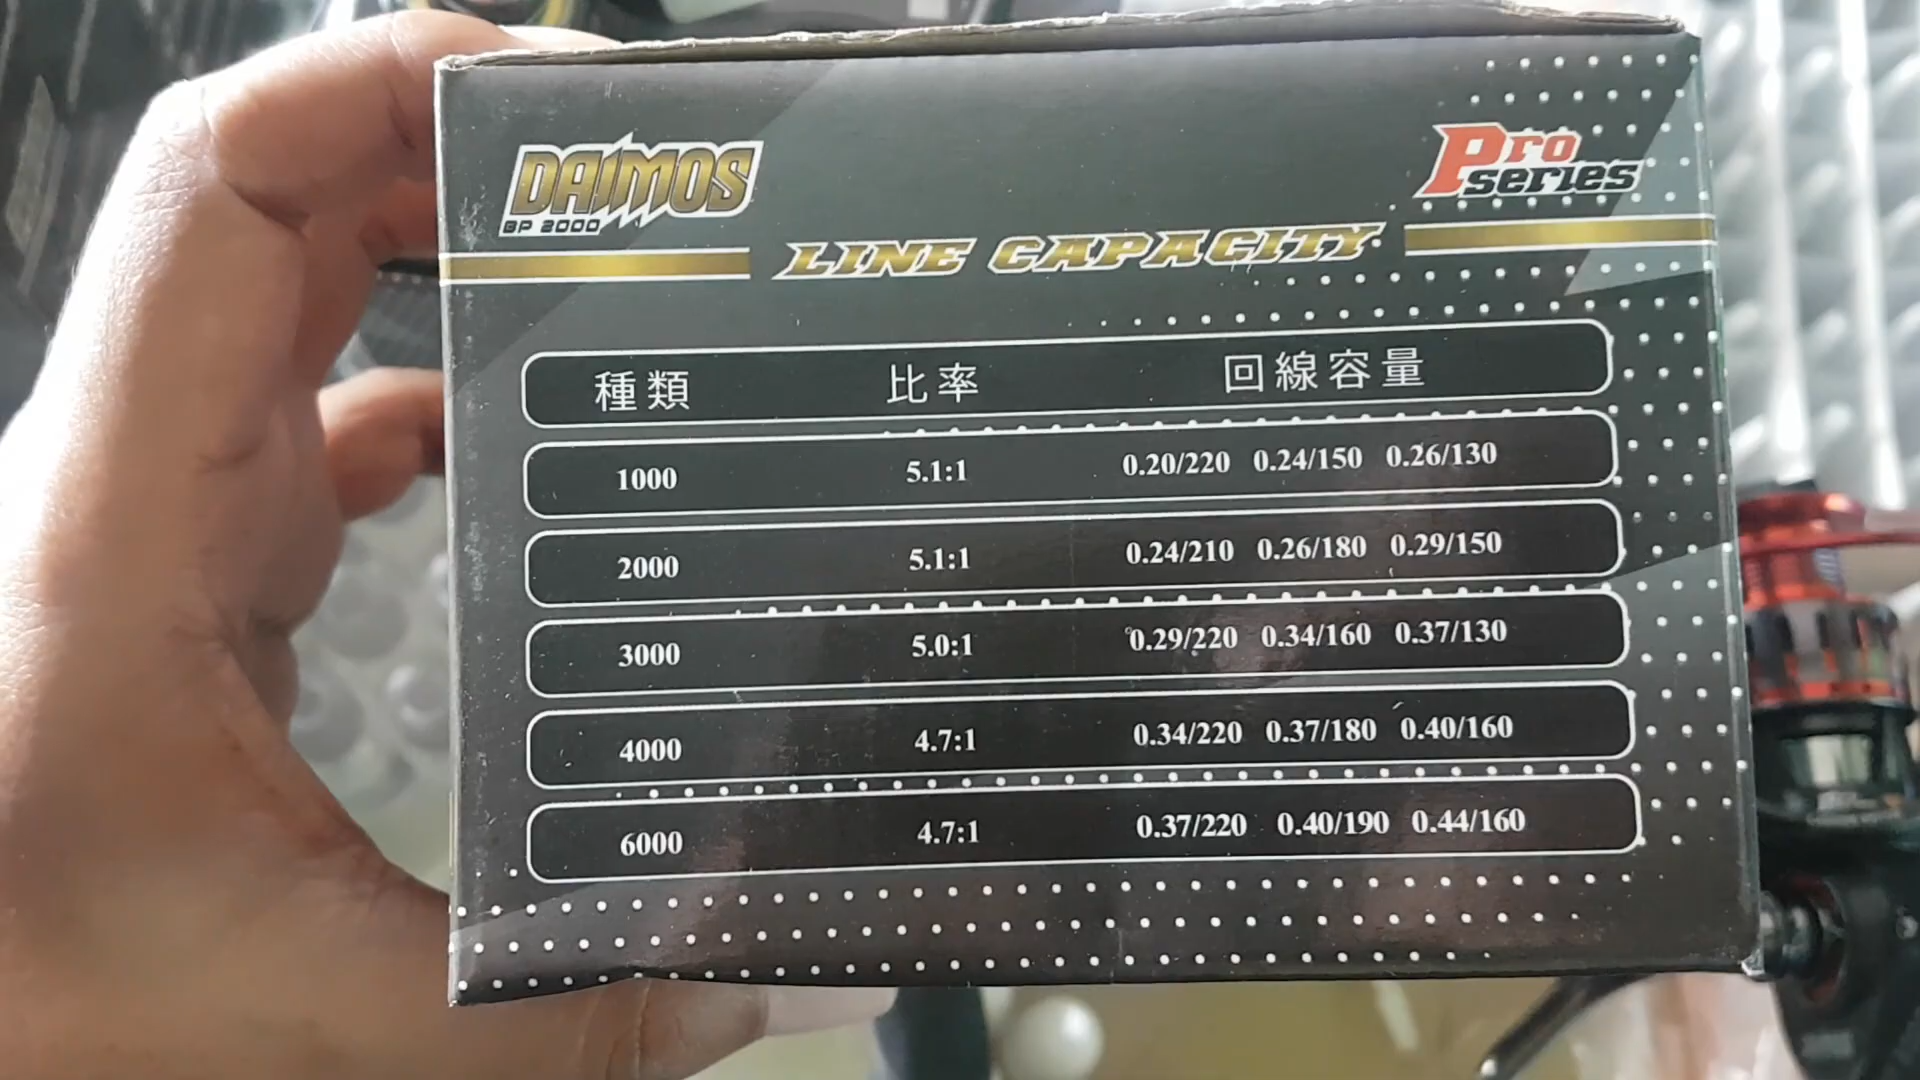 DAIMOS
BP 2000
Pro series
LINE CAPACITY
種類 比率 回線容量
1000 5.1:1 0.20/220 0.24/150 0.26/130
2000 5.1:1 0.24/210 0.26/180 0.29/150
3000 5.0:1 0.29/220 0.34/160 0.37/130
4000 4.7:1 0.34/220 0.37/180 0.40/160
6000 4.7:1 0.37/220 0.40/190 0.44/160